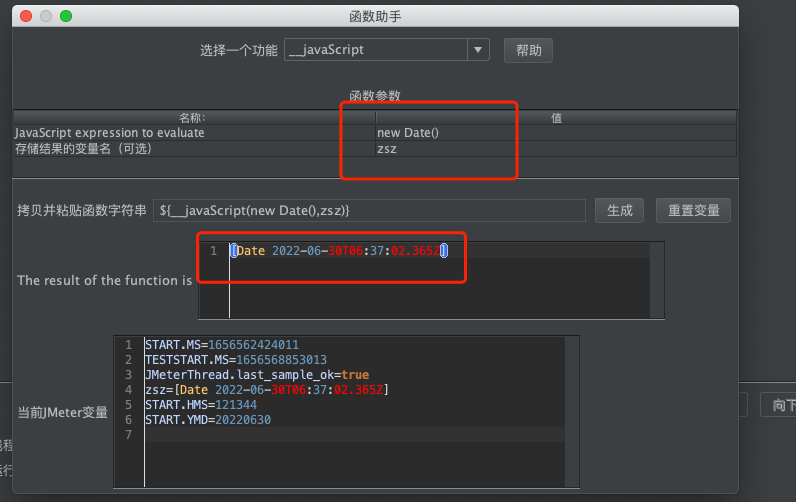 函数助手
选择一个功能 __javaScript 帮助
函数参数
名称: 值
JavaScript expression to evaluate new Date()
存储结果的变量名（可选） zsz
拷贝并粘贴函数字符串 ${__javaScript(new Date(),zsz)} 生成 重置变量
1 [Date 2022-06-30T06:37:02.365Z]
The result of the function is
1 START.MS=1656562424011
2 TESTSTART.MS=1656568853013
3 JMeterThread.last_sample_ok=true
4 zsz=[Date 2022-06-30T06:37:02.365Z]
5 START.HMS=121344
6 START.YMD=20220630
7
当前JMeter变量
向下
程
运行